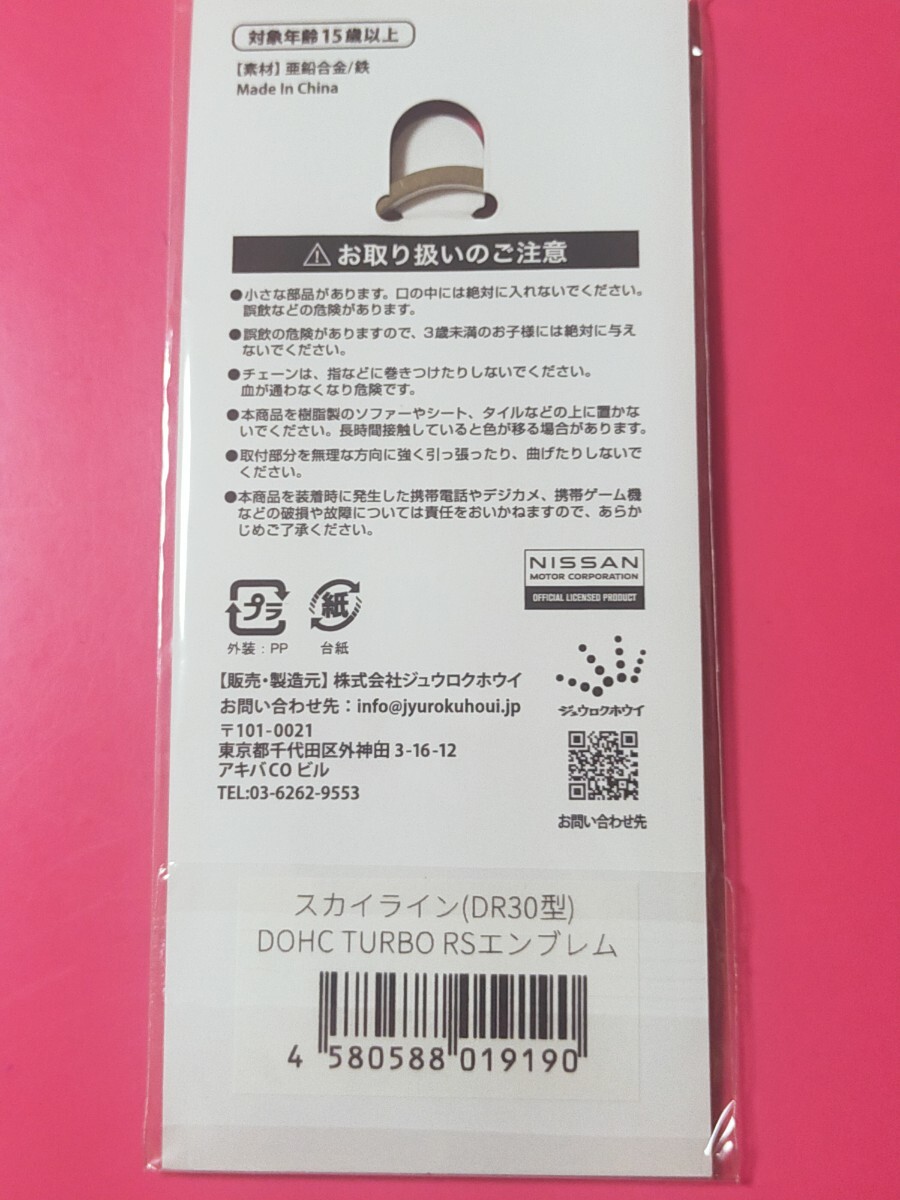 対象年齢15歳以上
【素材】亜鉛合金/鉄
Made In China
⚠お取り扱いのご注意
●小さな部品があります。口の中には絶対に入れないでください。
誤飲などの危険があります。
●誤飲の危険がありますので、3歳未満のお子様には絶対に与え
ないでください。
●チェーンは、指などに巻きつけたりしないでください。
血が通わなくなり危険です。
●本商品を樹脂製のソファーやシート、タイルなどの上に置かな
いでください。長時間接触していると色が移る場合があります。
●取付部分を無理な方向に強く引っ張ったり、曲げたりしないで
ください。
●本商品を装着時に発生した携帯電話やデジカメ、携帯ゲーム機
などの破損や故障については責任をおいかねますので、あらか
じめご了承ください。
NISSAN
MOTOR CORPORATION
OFFICIAL LICENSED PRODUCT
プラ
外装:PP
紙
台紙
【販売・製造元】株式会社ジュウロクホウイ
お問い合わせ先:info@jyurokuhoui.jp
〒101-0021
東京都千代田区外神田 3-16-12
アキバCO ビル
TEL:03-6262-9553
ジュウロクホウイ
お問い合わせ先
スカイライン(DR30型)
DOHC TURBO RSエンブレム
4 580588 019190